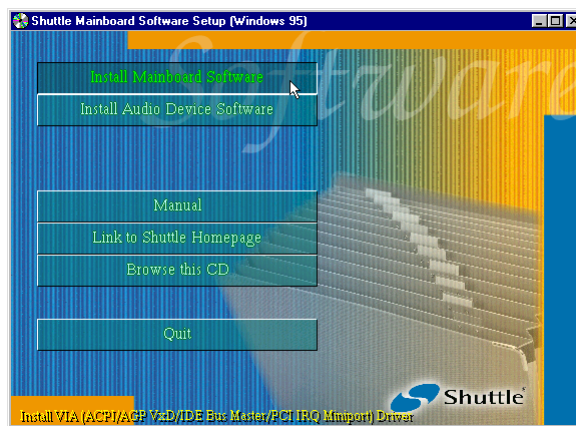 Shuttle Mainboard Software Setup (Windows 95)
Software
Install Mainboard Software
Install Audio Device Software
Manual
Link to Shuttle Homepage
Browse this CD
Quit
Shuttle
Install VIA (ACPI/AGP VxD/IDE Bus Master/PCI IRQ Miniport) Driver